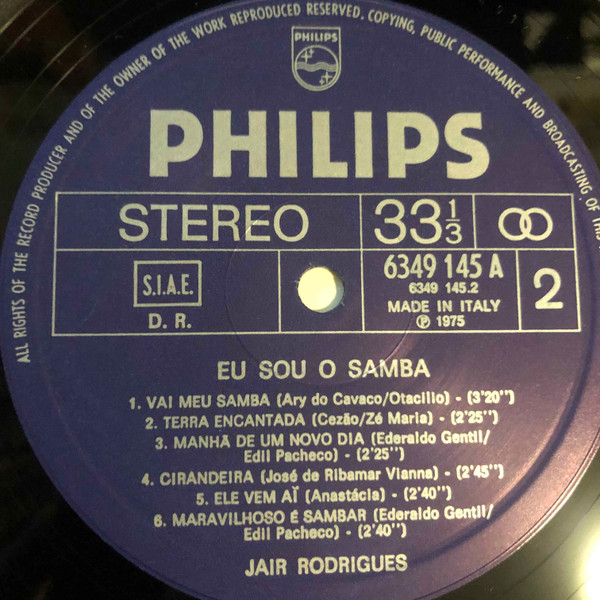 ALL RIGHTS OF THE RECORD PRODUCER AND OF THE OWNER OF THE WORK REPRODUCED RESERVED. COPYING, PUBLIC PERFORMANCE AND BROADCASTING OF THIS
PHILIPS
PHILIPS
STEREO
33 1/3
S.I.A.E.
D. R.
6349 145 A
6349 145.2
MADE IN ITALY
℗ 1975
2
EU SOU O SAMBA
1. VAI MEU SAMBA (Ary do Cavaco/Otacilio) - (3'20")
2. TERRA ENCANTADA (Cezão/Zé Maria) - (2'25")
3. MANHÃ DE UM NOVO DIA (Ederaldo Gentil/
Edil Pacheco) - (2'25")
4. CIRANDEIRA (José de Ribamar Vianna) - (2'45")
5. ELE VEM AÏ (Anastácia) - (2'40")
6. MARAVILHOSO É SAMBAR (Ederaldo Gentil/
Edil Pacheco) - (2'40")
JAIR RODRIGUES